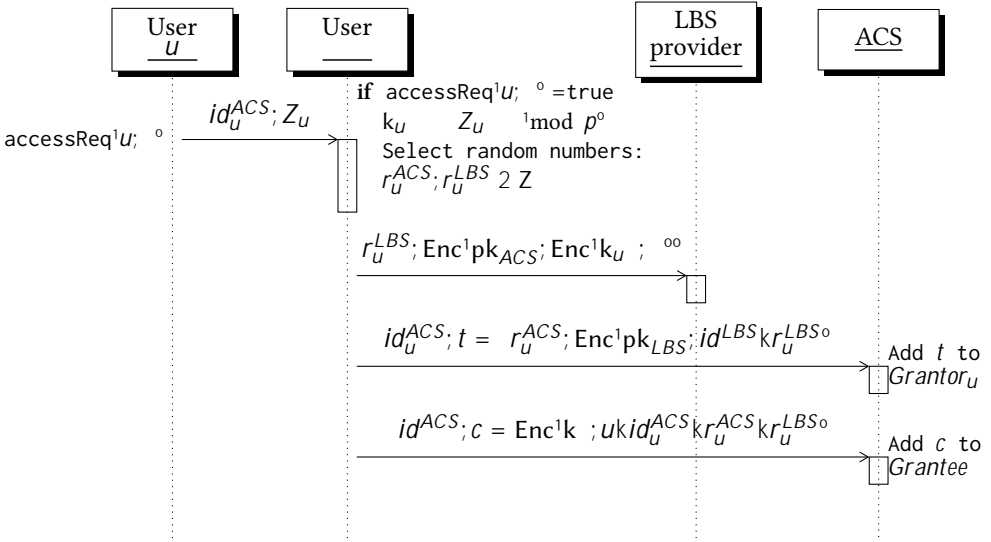 User
u
User
LBS
provider
ACS
accessReq¹u; º
id_u^ACS; Z_u
if accessReq¹u; º =true
k_u Z_u ¹mod pº
Select random numbers:
r_u^ACS; r_u^LBS 2 Z
r_u^LBS; Enc¹pk_ACS; Enc¹k_u ; ºº
id_u^ACS; t = r_u^ACS; Enc¹pk_LBS; id^LBS k r_u^LBSº
Add t to
Grantor_u
id^ACS; c = Enc¹k ; u k id_u^ACS k r_u^ACS k r_u^LBSº
Add c to
Grantee